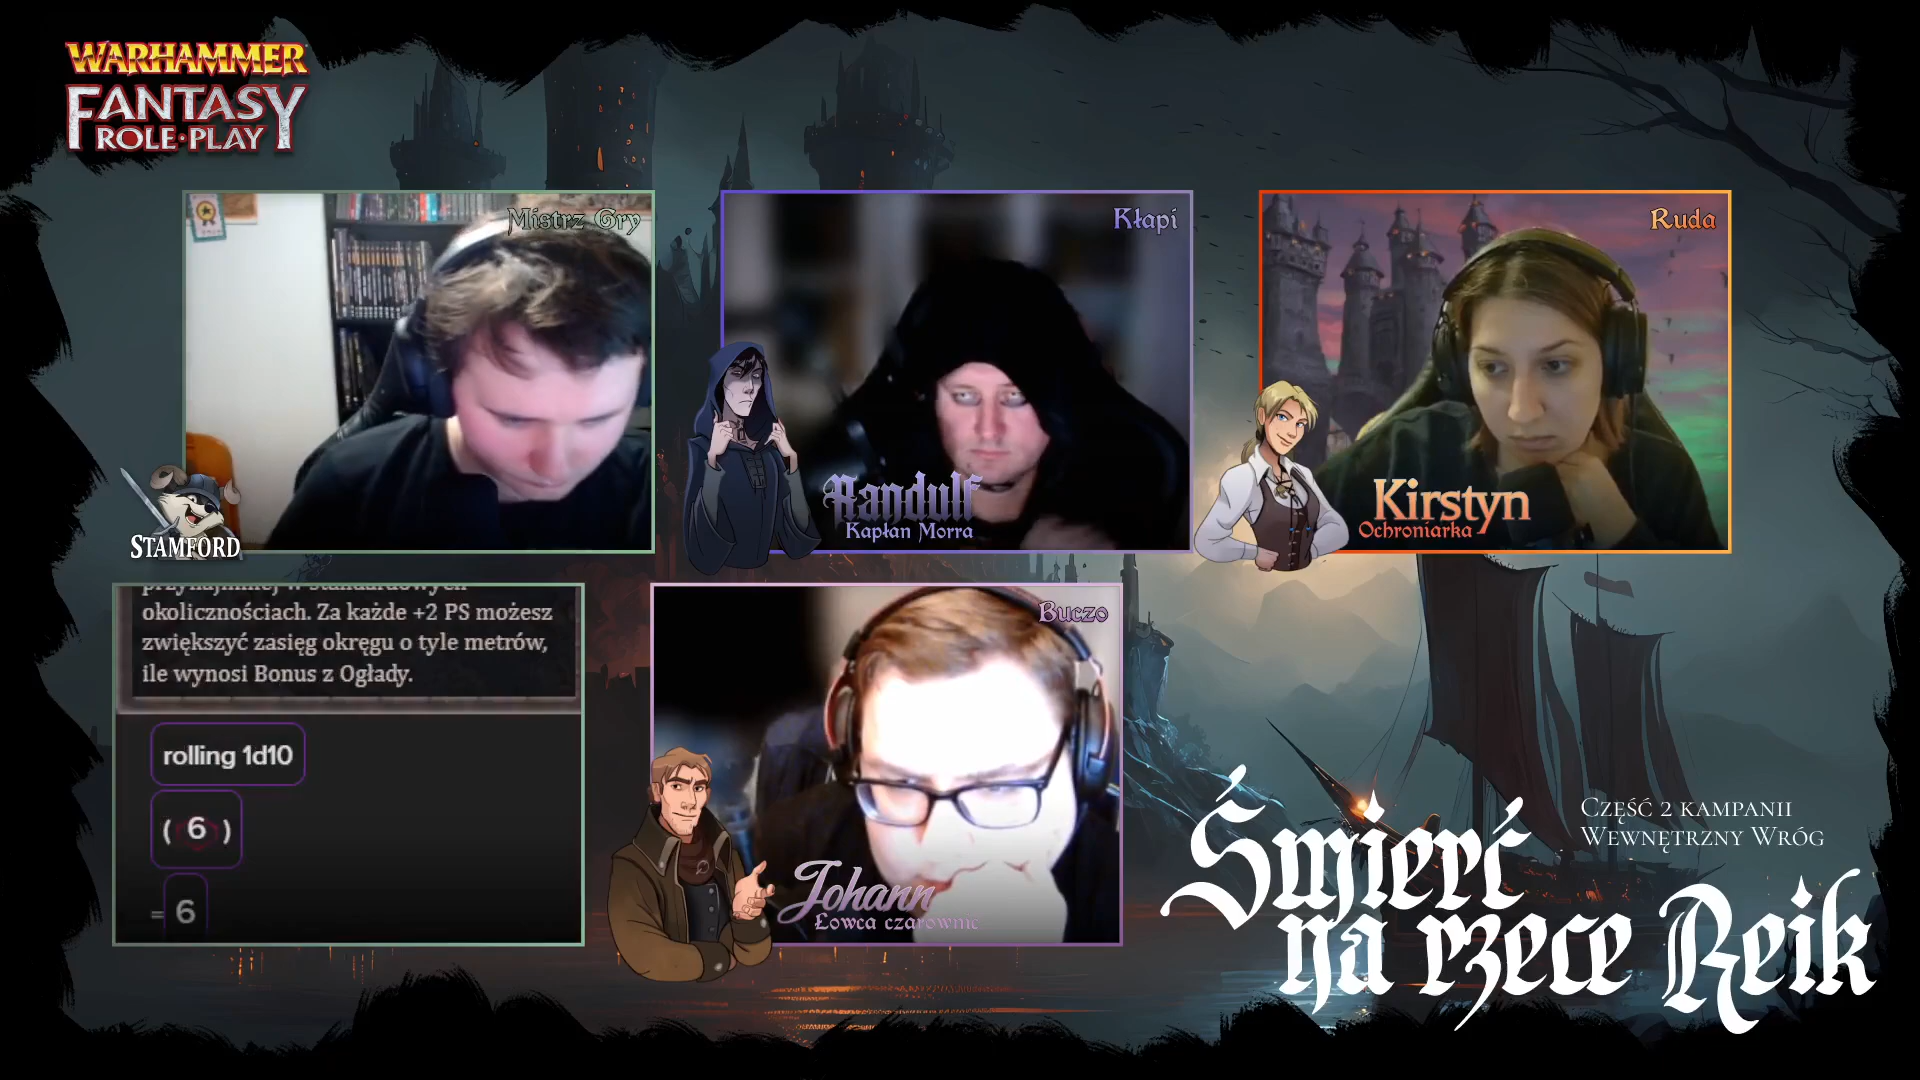 WARHAMMER
FANTASY
ROLE·PLAY
Mistrz Gry
STAMFORD
Kłapi
Randulf
Kapłan Morra
Ruda
Kirstyn
Ochroniarka
przynajmniej w standardowych
okolicznościach. Za każde +2 PS możesz
zwiększyć zasięg okręgu o tyle metrów,
ile wynosi Bonus z Ogłady.
rolling 1d10
( 6 )
= 6
Buczo
Johann
Łowca czarownic
Część 2 kampanii
Wewnętrzny Wróg
Śmierć
na rzece Reik